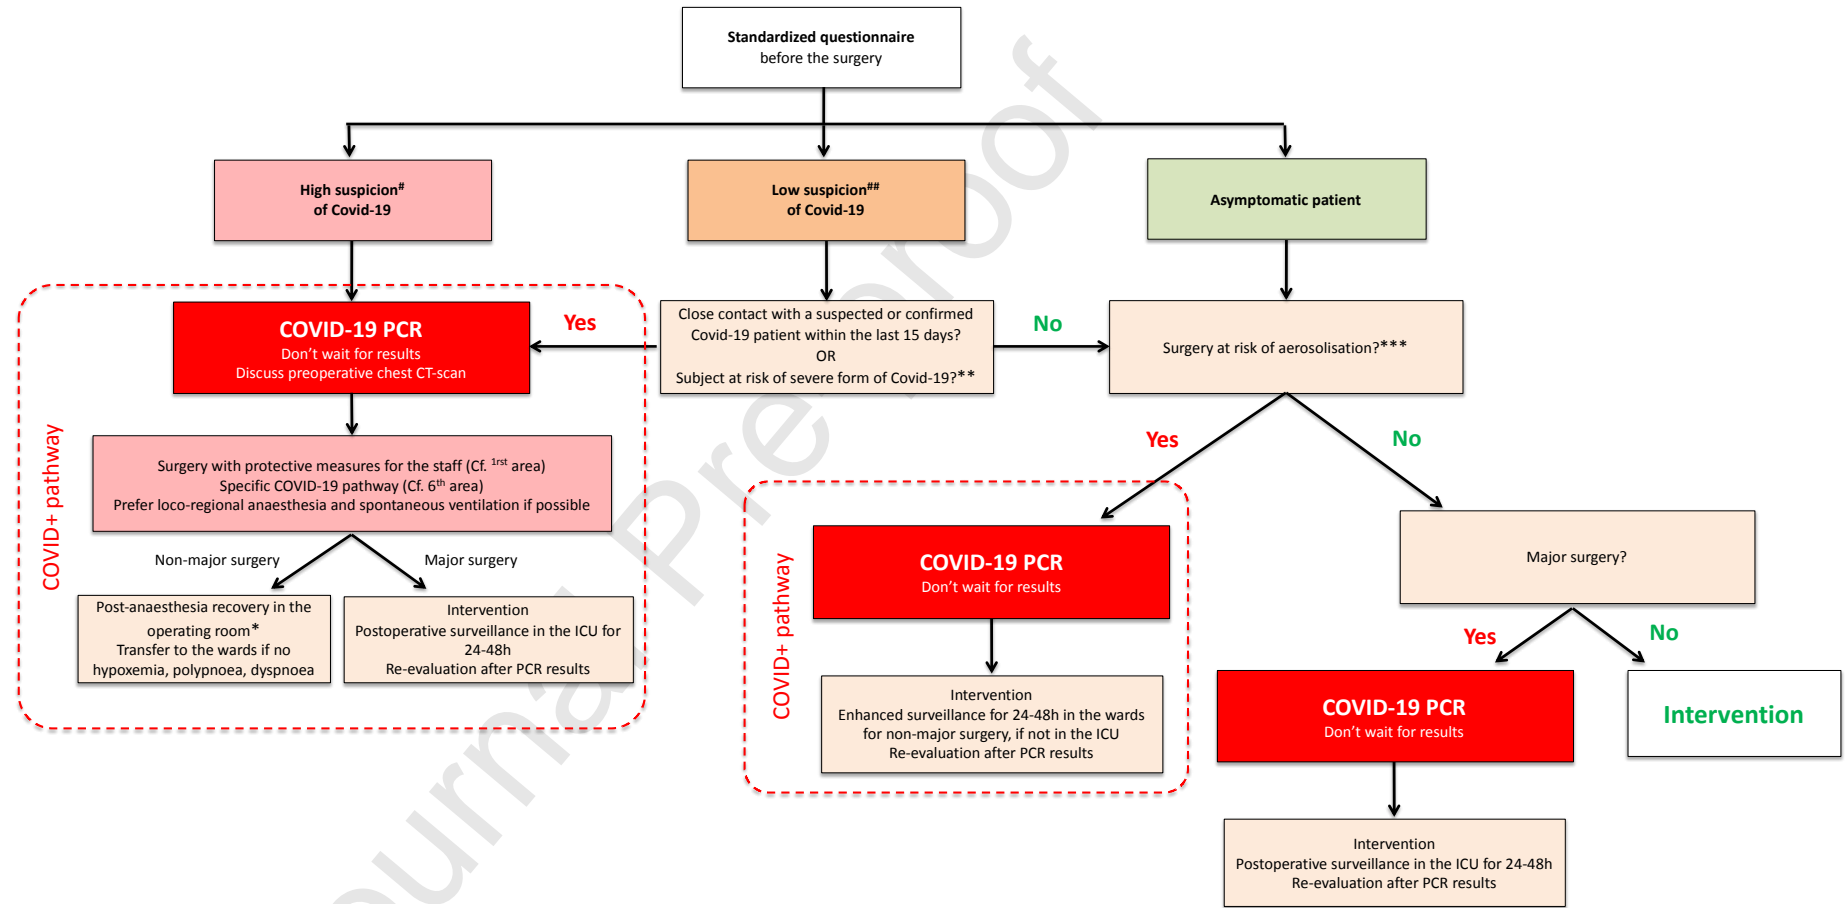 Standardized questionnaire
before the surgery
High suspicion#
of Covid-19
Low suspicion##
of Covid-19
Asymptomatic patient
COVID+ pathway
COVID-19 PCR
Don't wait for results
Discuss preoperative chest CT-scan
Yes
Close contact with a suspected or confirmed
Covid-19 patient within the last 15 days?
OR
Subject at risk of severe form of Covid-19?**
No
Surgery at risk of aerosolisation?***
Surgery with protective measures for the staff (Cf. 1rst area)
Specific COVID-19 pathway (Cf. 6th area)
Prefer loco-regional anaesthesia and spontaneous ventilation if possible
Non-major surgery
Major surgery
Post-anaesthesia recovery in the
operating room*
Transfer to the wards if no
hypoxemia, polypnoea, dyspnoea
Intervention
Postoperative surveillance in the ICU for
24-48h
Re-evaluation after PCR results
Yes
No
COVID+ pathway
COVID-19 PCR
Don't wait for results
Intervention
Enhanced surveillance for 24-48h in the wards
for non-major surgery, if not in the ICU
Re-evaluation after PCR results
Major surgery?
Yes
No
COVID-19 PCR
Don't wait for results
Intervention
Intervention
Postoperative surveillance in the ICU for 24-48h
Re-evaluation after PCR results
Journal Pre-proof